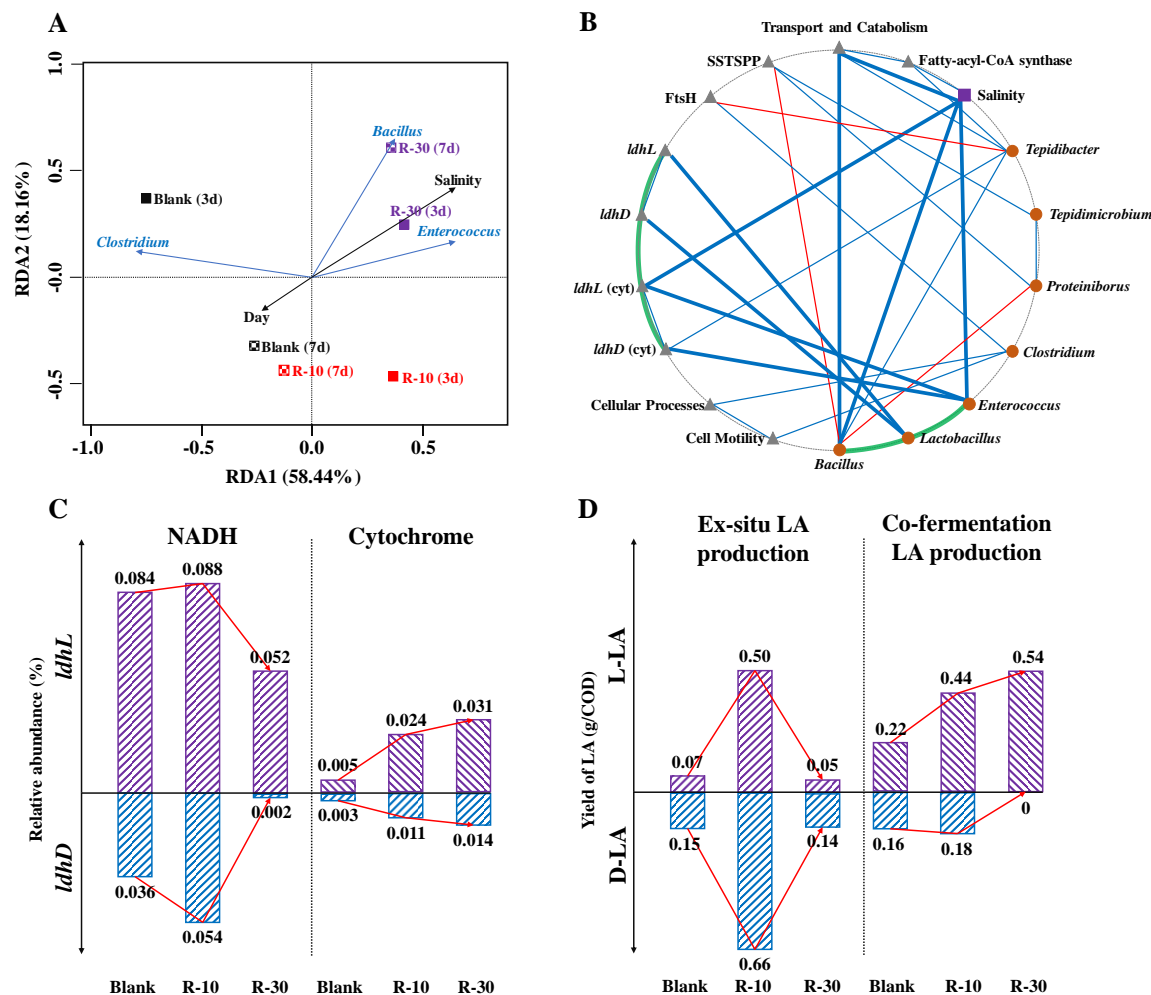 A
1.0
0.5
-0.0
-0.5
RDA2 (18.16%)
Bacillus
R-30 (7d)
Salinity
Blank (3d)
R-30 (3d)
Enterococcus
Clostridium
Day
Blank (7d)
R-10 (7d)
R-10 (3d)
-1.0
-0.5
0.0
0.5
RDA1 (58.44%)
B
Transport and Catabolism
SSTSPP
Fatty-acyl-CoA synthase
FtsH
Salinity
ldhL
Tepidibacter
ldhD
Tepidimicrobium
ldhL (cyt)
Proteiniborus
ldhD (cyt)
Clostridium
Cellular Processes
Enterococcus
Cell Motility
Lactobacillus
Bacillus
C
NADH
Cytochrome
Relative abundance (%)
ldhL
ldhD
0.084
0.088
0.052
0.005
0.024
0.031
0.036
0.054
0.002
0.003
0.011
0.014
Blank
R-10
R-30
Blank
R-10
R-30
D
Ex-situ LA
production
Co-fermentation
LA production
Yield of LA (g/COD)
L-LA
D-LA
0.07
0.50
0.05
0.22
0.44
0.54
0.15
0.66
0.14
0.16
0.18
0
Blank
R-10
R-30
Blank
R-10
R-30